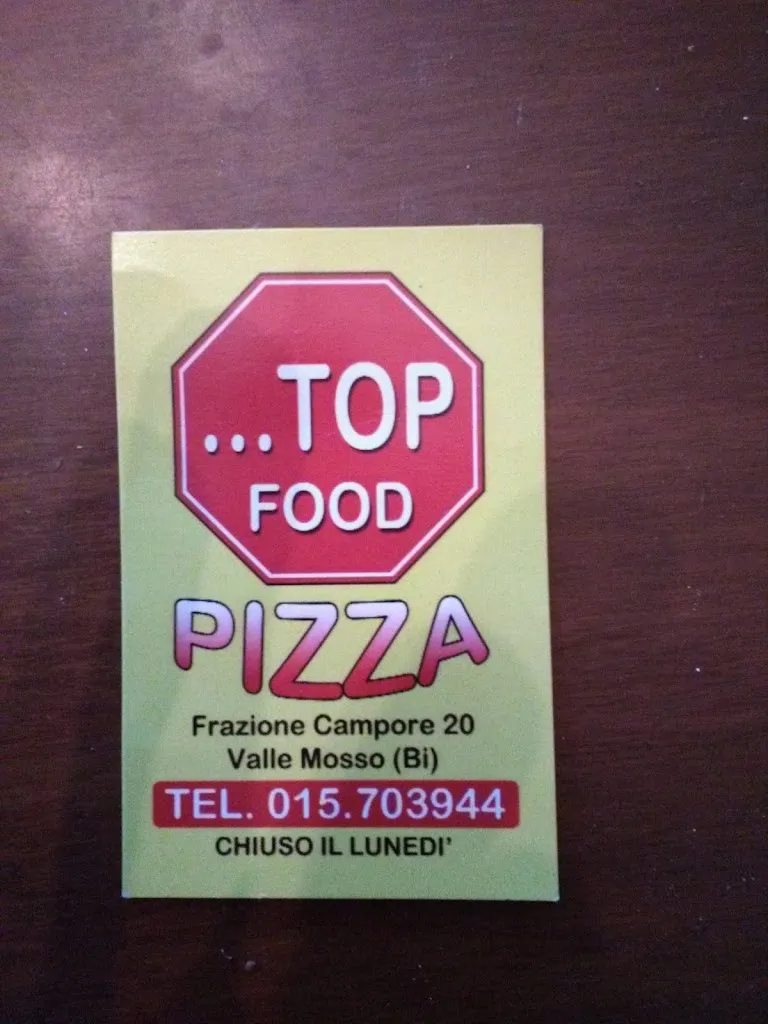 ...TOP
FOOD
PIZZA
Frazione Campore 20
Valle Mosso (Bi)
TEL. 015.703944
CHIUSO IL LUNEDI'